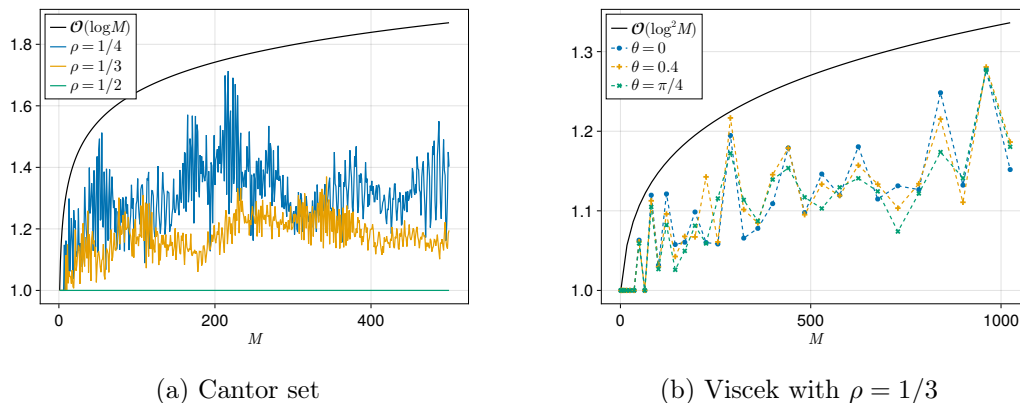 1.8
1.6
1.4
1.2
1.0
0
200
400
M
O(log M)
ρ = 1/4
ρ = 1/3
ρ = 1/2
1.3
1.2
1.1
1.0
0
500
1000
M
O(log² M)
θ = 0
θ = 0.4
θ = π/4
(a) Cantor set
(b) Viscek with ρ = 1/3